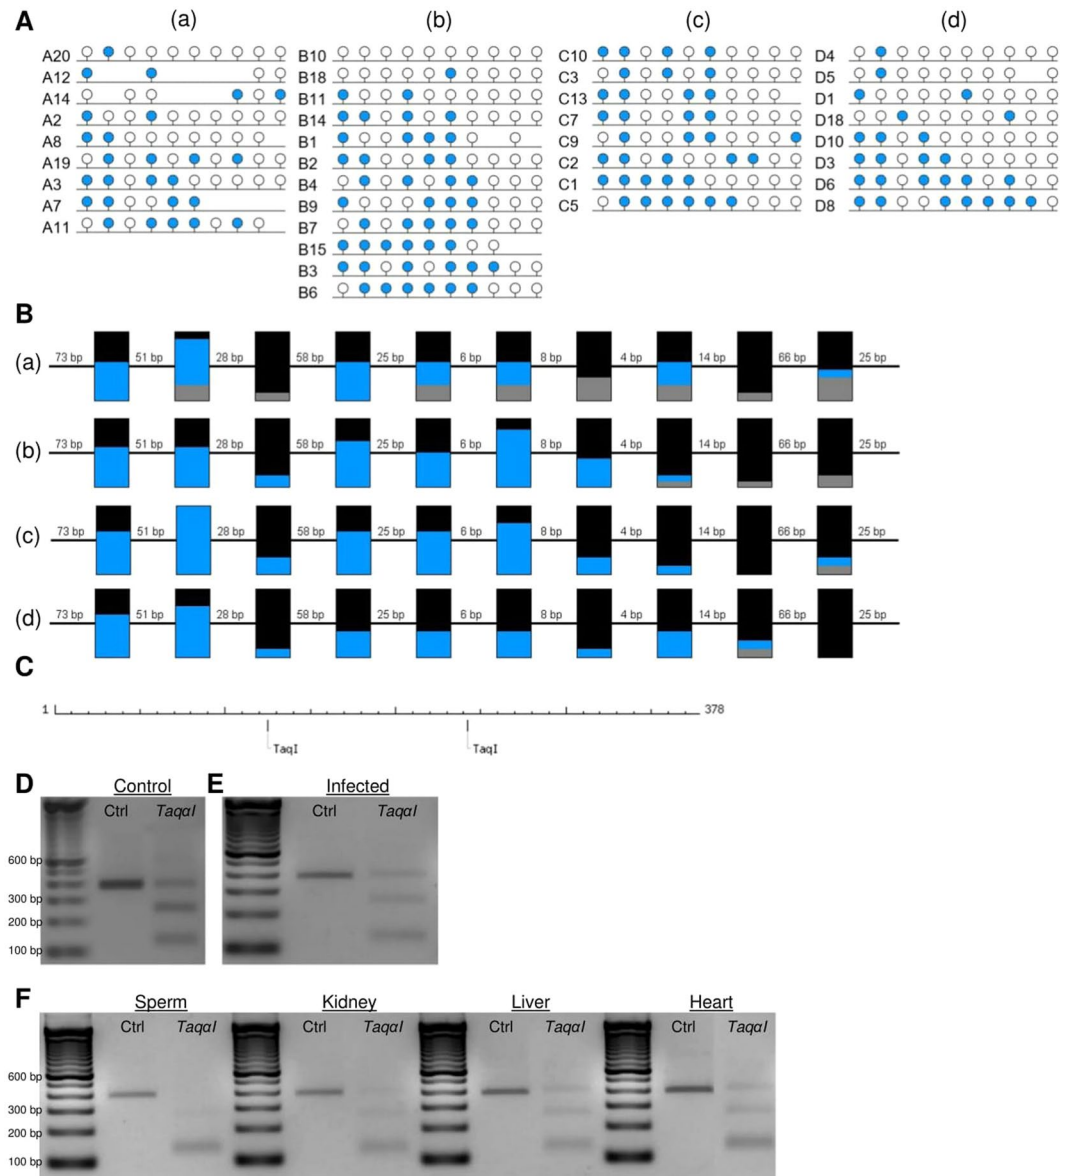 A
(a) (b) (c) (d)
A20 B10 C10 D4
A12 B18 C3 D5
A14 B11 C13 D1
A2 B14 C7 D18
A8 B1 C9 D10
A19 B2 C2 D3
A3 B4 C1 D6
A7 B9 C5 D8
A11 B7
B15
B3
B6
B
(a) 73 bp 51 bp 28 bp 58 bp 25 bp 6 bp 8 bp 4 bp 14 bp 66 bp 25 bp
(b) 73 bp 51 bp 28 bp 58 bp 25 bp 6 bp 8 bp 4 bp 14 bp 66 bp 25 bp
(c) 73 bp 51 bp 28 bp 58 bp 25 bp 6 bp 8 bp 4 bp 14 bp 66 bp 25 bp
(d) 73 bp 51 bp 28 bp 58 bp 25 bp 6 bp 8 bp 4 bp 14 bp 66 bp 25 bp
C
1 378
TaqI TaqI
D Control E Infected
Ctrl TaqαI Ctrl TaqαI
600 bp
300 bp
200 bp
100 bp
F Sperm Kidney Liver Heart
Ctrl TaqαI Ctrl TaqαI Ctrl TaqαI Ctrl TaqαI
600 bp
300 bp
200 bp
100 bp